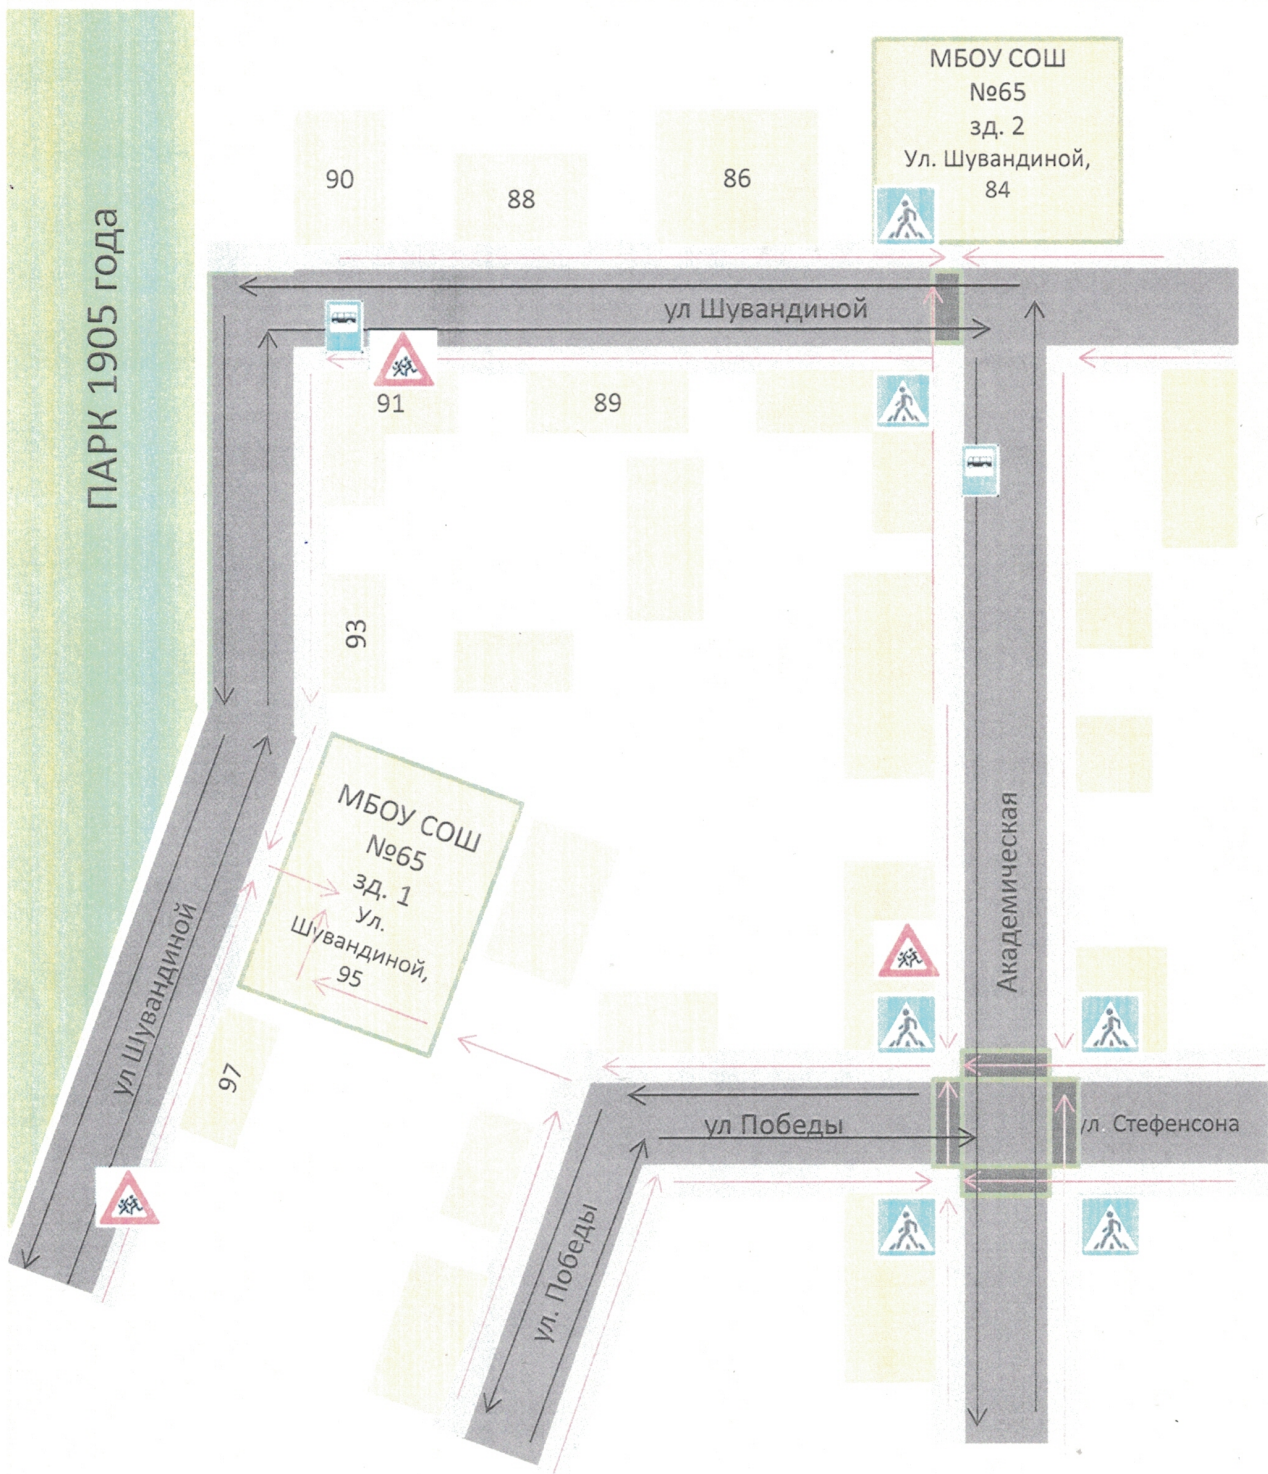 МБОУ СОШ
№65
зд. 2
Ул. Шувандиной,
84
90
88
86
ПАРК 1905 года
ул Шувандиной
91
89
93
МБОУ СОШ
№65
зд. 1
Ул.
Шувандиной,
95
Академическая
ул Шувандиной
97
ул Победы
ул. Стефенсона
ул. Победы